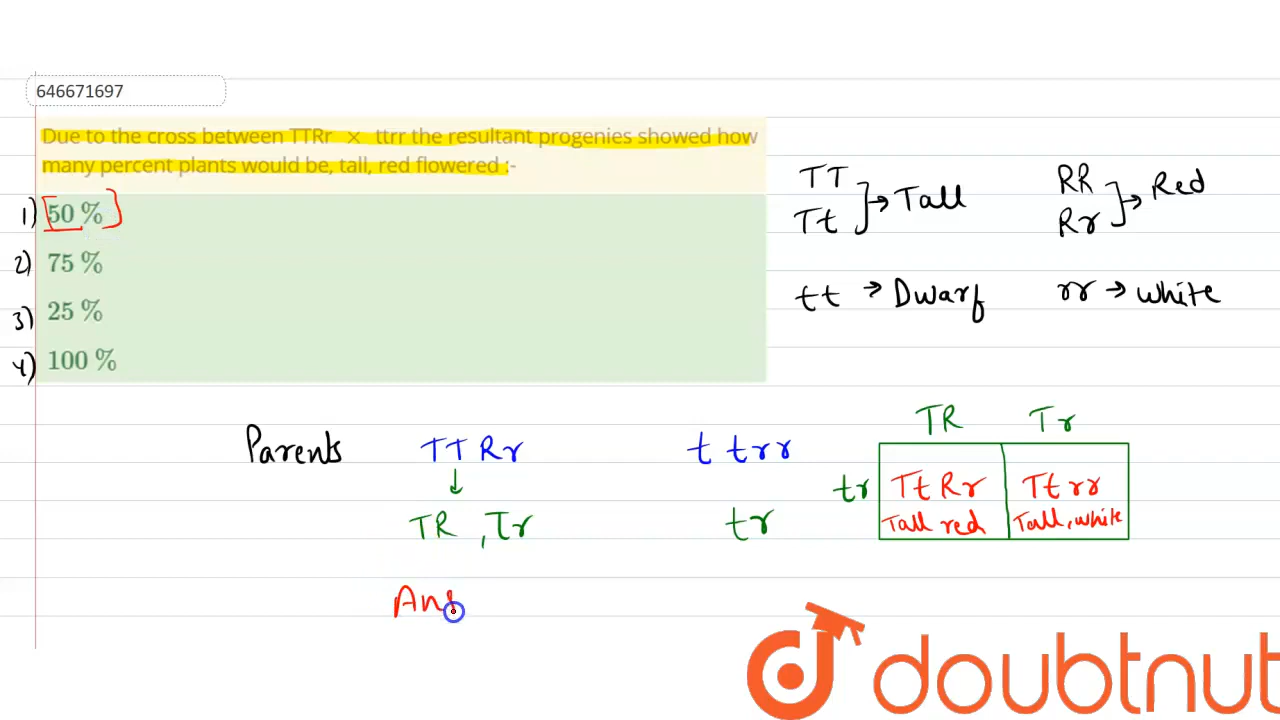 646671697
Due to the cross between TTRr × ttrr the resultant progenies showed how
many percent plants would be, tall, red flowered :-
1) 50 %
2) 75 %
3) 25 %
4) 100 %
TT
Tt
→ Tall
RR
Rr
→ Red
tt → Dwarf
rr → white
Parents TTRr ttrr
↓
TR , Tr tr
TR Tr
tr TtRr Ttrr
Tall red Tall, white
Ans
doubtnut